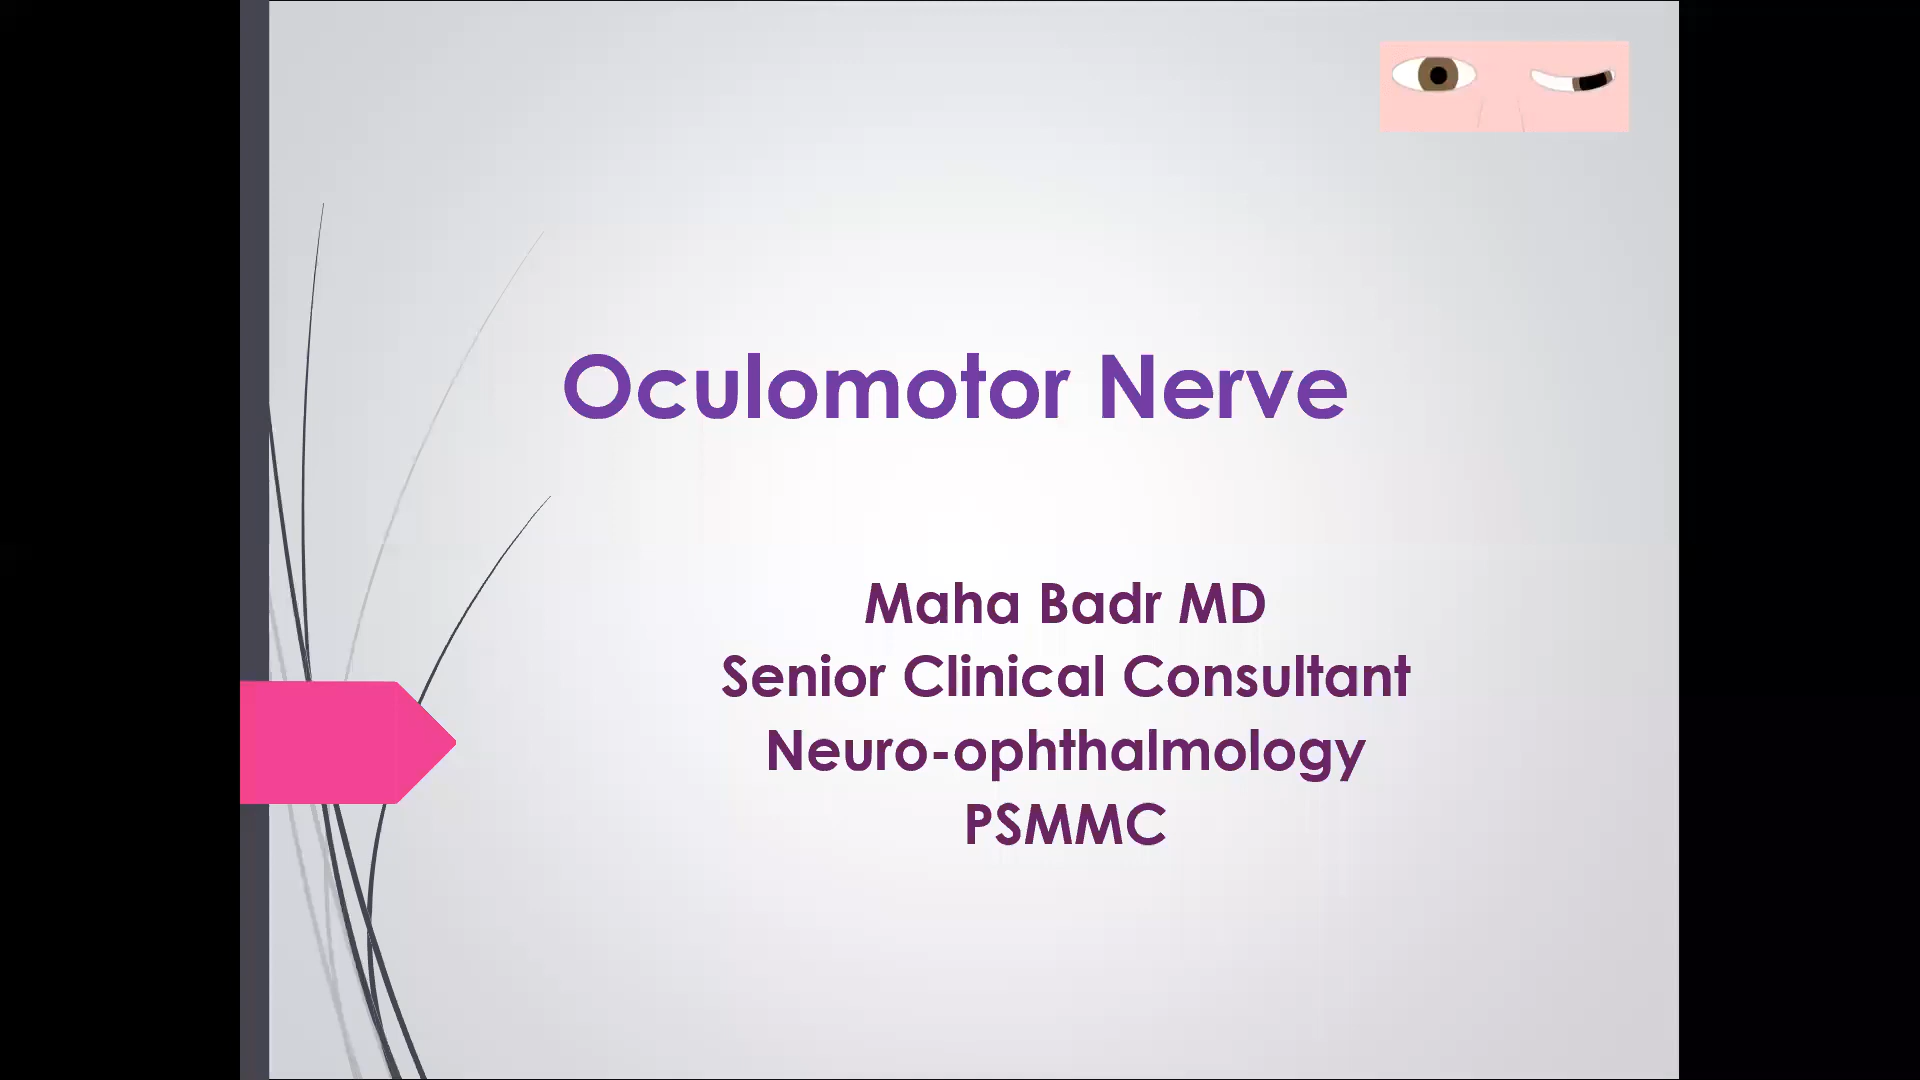 Oculomotor Nerve
Maha Badr MD
Senior Clinical Consultant
Neuro-ophthalmology
PSMMC